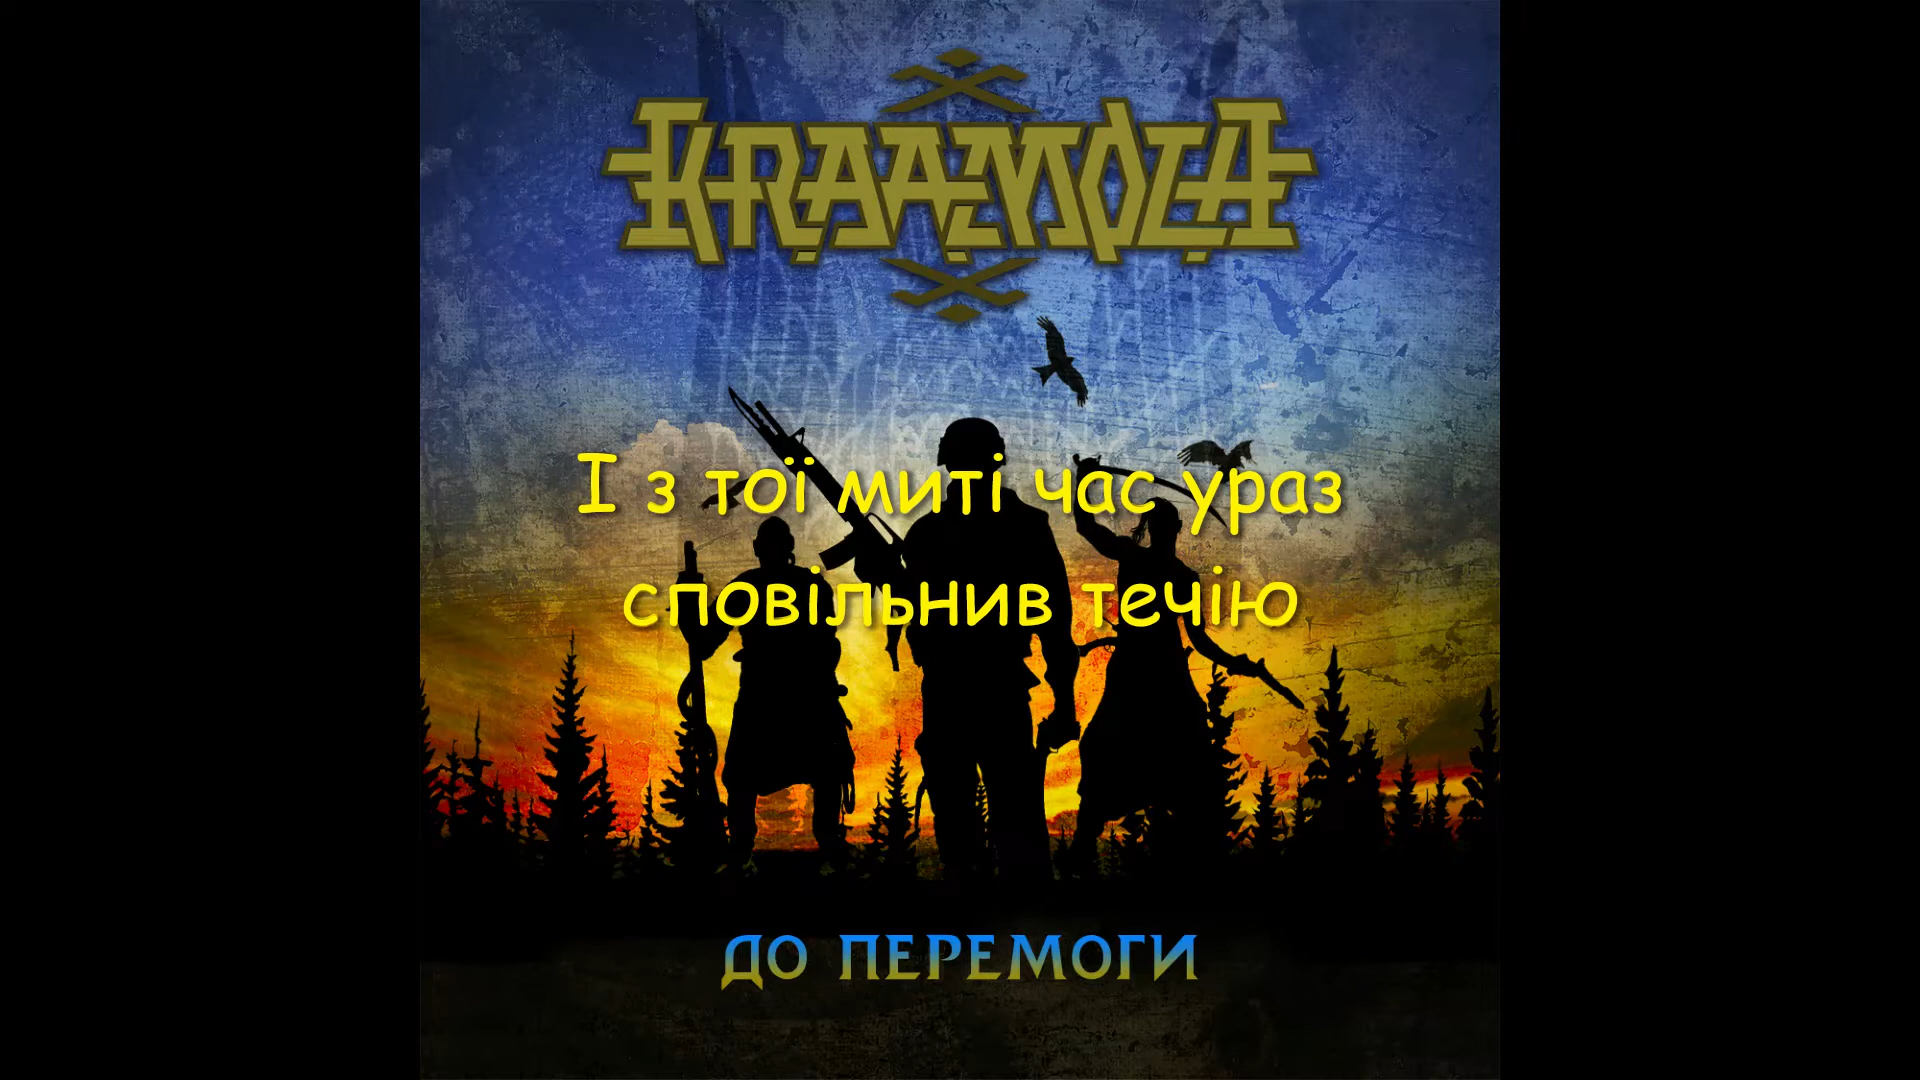 KRAAMOLA
І з тої миті час ураз
сповільнив течію
ДО ПЕРЕМОГИ